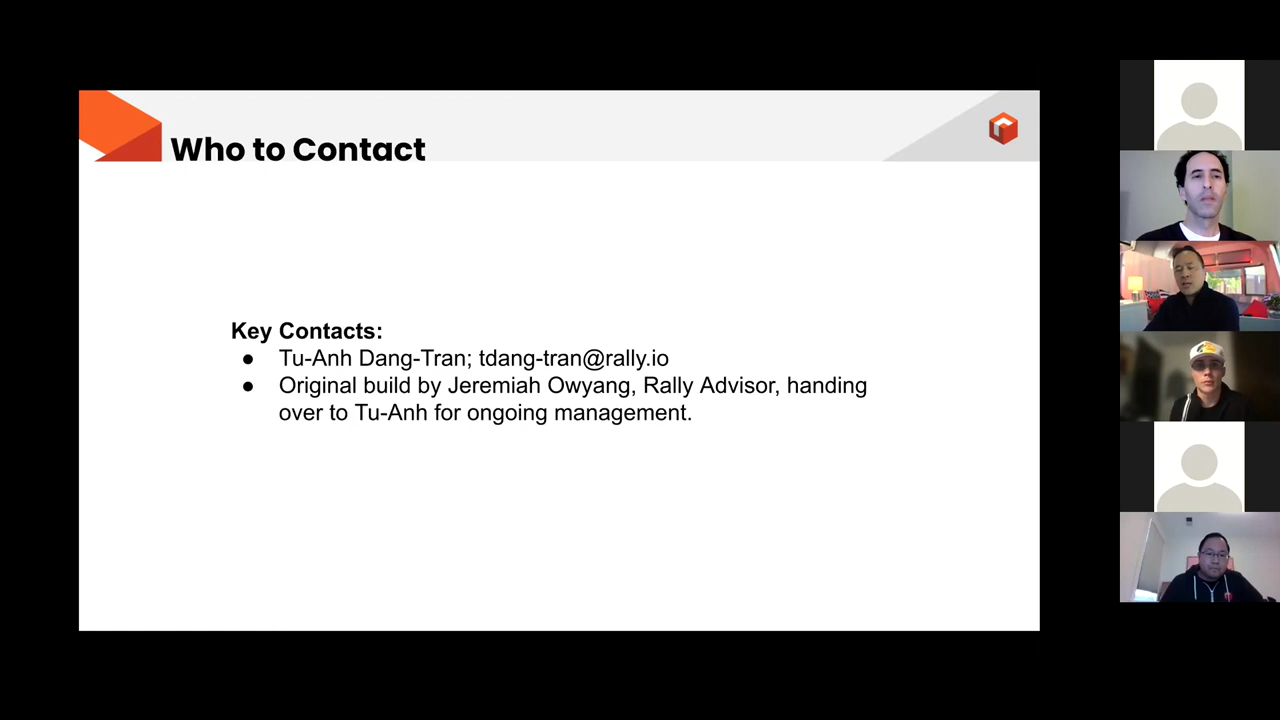 Who to Contact
Key Contacts:
● Tu-Anh Dang-Tran; tdang-tran@rally.io
● Original build by Jeremiah Owyang, Rally Advisor, handing
over to Tu-Anh for ongoing management.